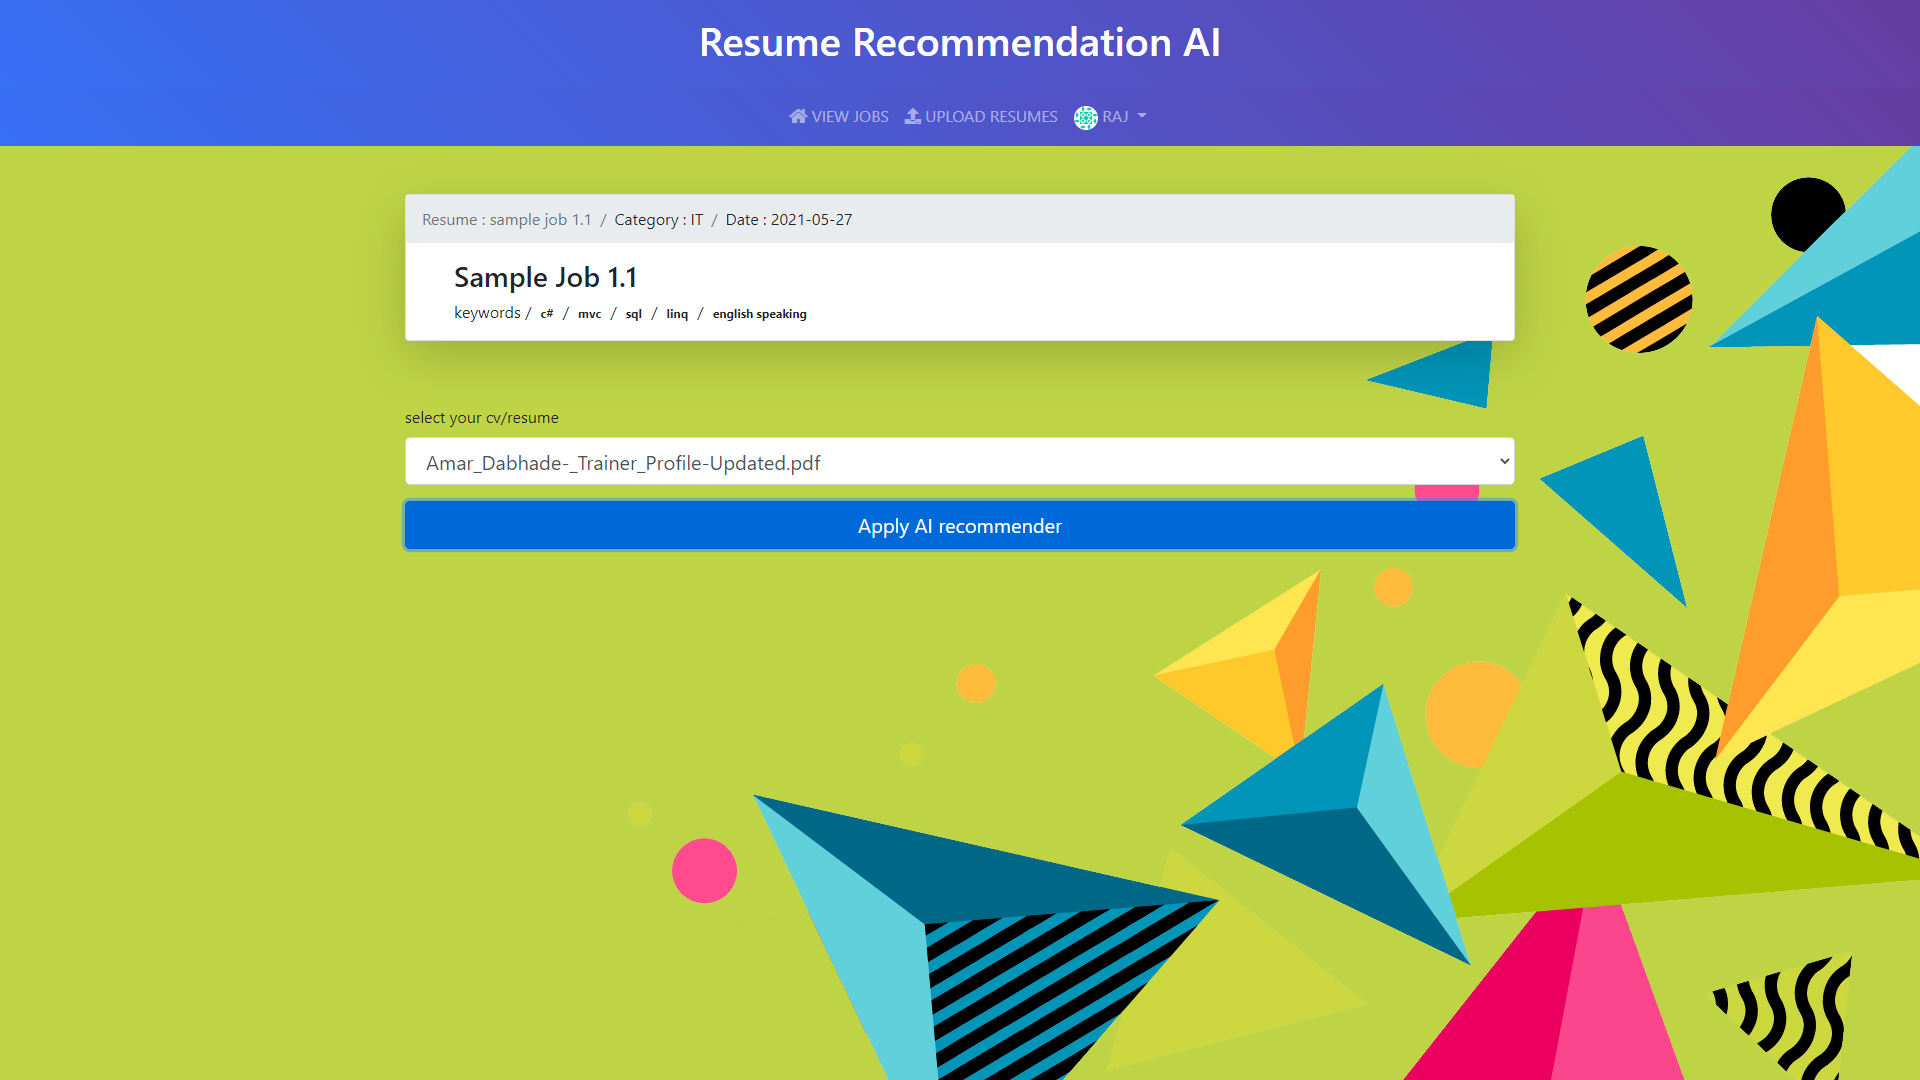 Resume Recommendation AI
VIEW JOBS UPLOAD RESUMES RAJ
Resume : sample job 1.1 / Category : IT / Date : 2021-05-27
Sample Job 1.1
keywords / c# / mvc / sql / linq / english speaking
select your cv/resume
Amar_Dabhade-_Trainer_Profile-Updated.pdf
Apply AI recommender